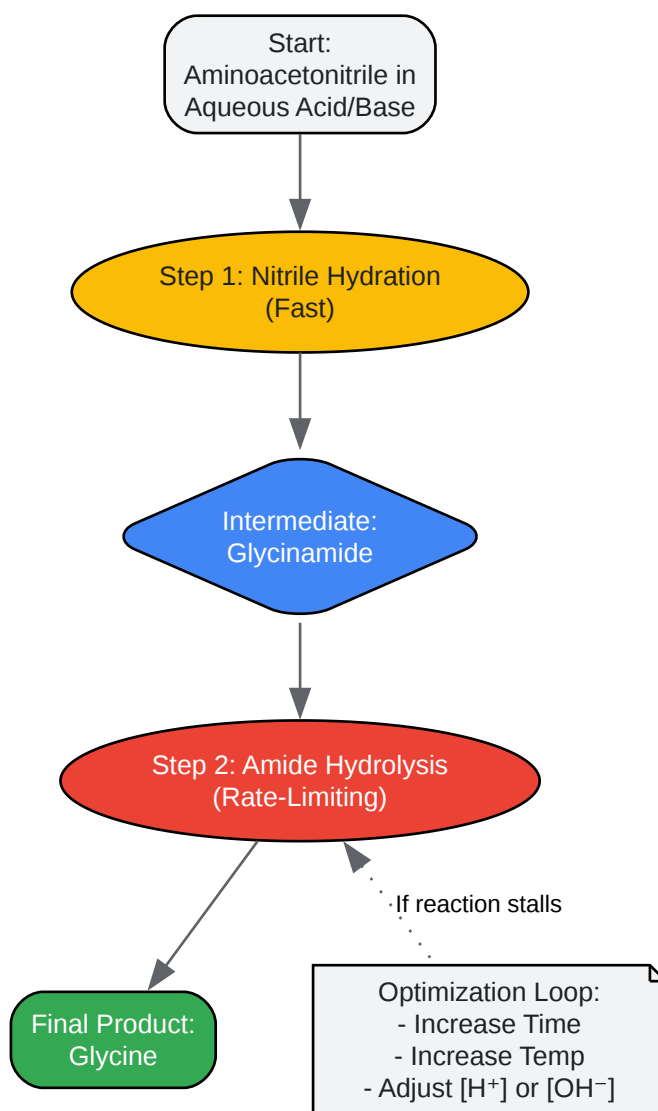 Start:
Aminoacetonitrile in
Aqueous Acid/Base
Step 1: Nitrile Hydration
(Fast)
Intermediate:
Glycinamide
Step 2: Amide Hydrolysis
(Rate-Limiting)
If reaction stalls
Final Product:
Glycine
Optimization Loop:
- Increase Time
- Increase Temp
- Adjust [H⁺] or [OH⁻]